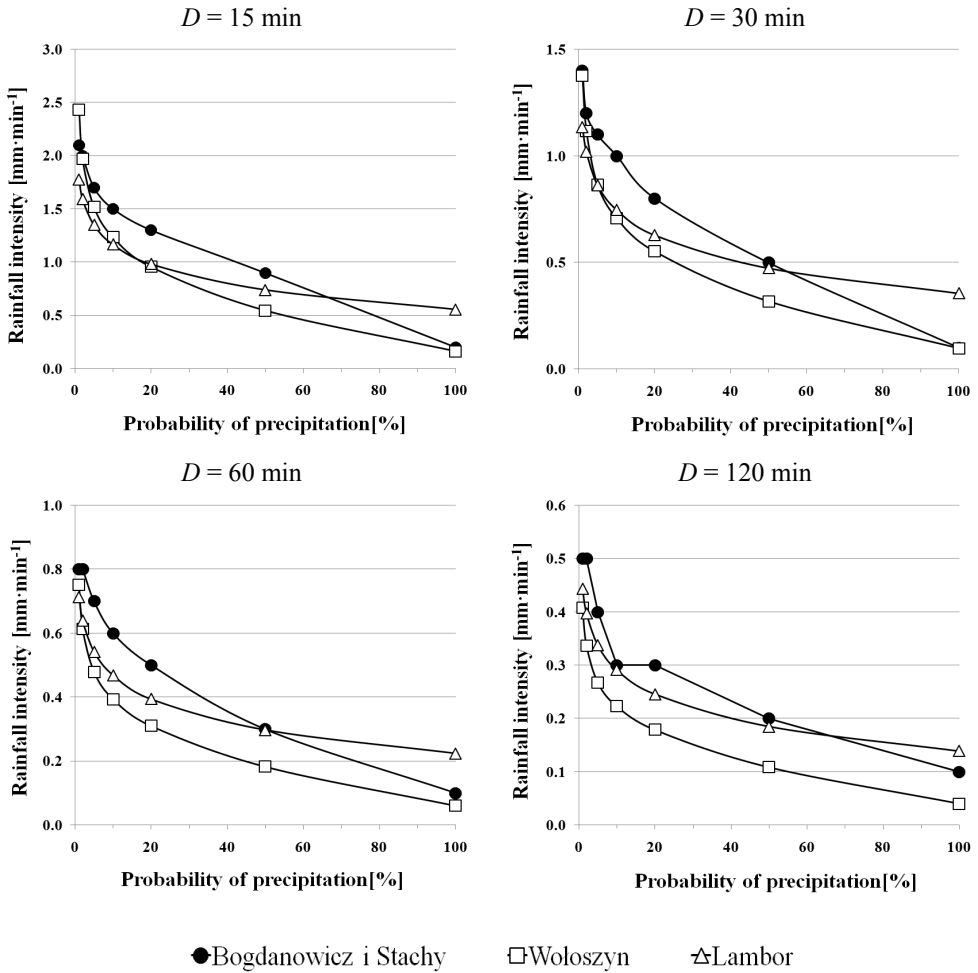 D = 15 min
3.0
2.5
2.0
1.5
1.0
0.5
0.0
0 20 40 60 80 100
Rainfall intensity [mm·min-1]
Probability of precipitation[%]
D = 30 min
1.5
1.0
0.5
0.0
0 20 40 60 80 100
Rainfall intensity [mm·min-1]
Probability of precipitation[%]
D = 60 min
1.0
0.8
0.6
0.4
0.2
0.0
0 20 40 60 80 100
Rainfall intensity [mm·min-1]
Probability of precipitation[%]
D = 120 min
0.6
0.5
0.4
0.3
0.2
0.1
0.0
0 20 40 60 80 100
Rainfall intensity [mm·min-1]
Probability of precipitation[%]
Bogdanowicz i Stachy Wołoszyn Lambor